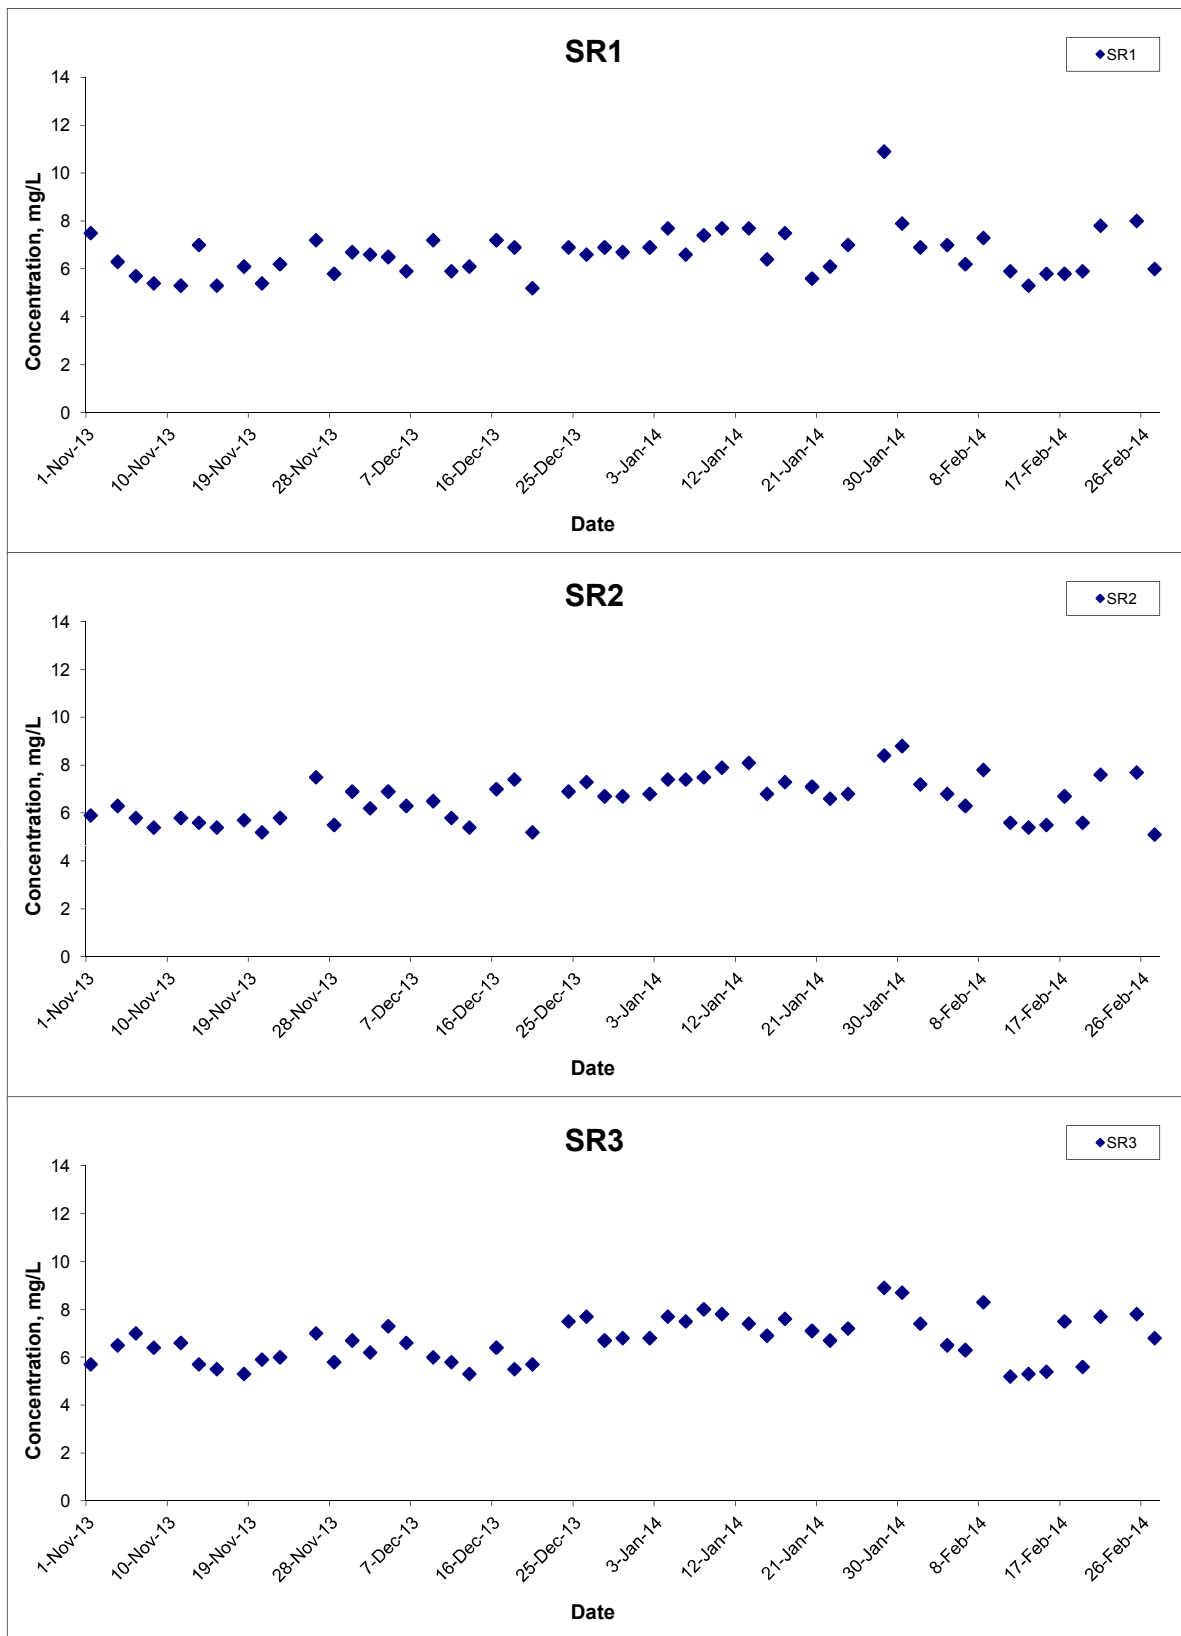 SR1
SR1
14
12
10
8
6
4
2
0
Concentration, mg/L
1-Nov-13
10-Nov-13
19-Nov-13
28-Nov-13
7-Dec-13
16-Dec-13
25-Dec-13
3-Jan-14
12-Jan-14
21-Jan-14
30-Jan-14
8-Feb-14
17-Feb-14
26-Feb-14
Date
SR2
SR2
14
12
10
8
6
4
2
0
Concentration, mg/L
1-Nov-13
10-Nov-13
19-Nov-13
28-Nov-13
7-Dec-13
16-Dec-13
25-Dec-13
3-Jan-14
12-Jan-14
21-Jan-14
30-Jan-14
8-Feb-14
17-Feb-14
26-Feb-14
Date
SR3
SR3
14
12
10
8
6
4
2
0
Concentration, mg/L
1-Nov-13
10-Nov-13
19-Nov-13
28-Nov-13
7-Dec-13
16-Dec-13
25-Dec-13
3-Jan-14
12-Jan-14
21-Jan-14
30-Jan-14
8-Feb-14
17-Feb-14
26-Feb-14
Date